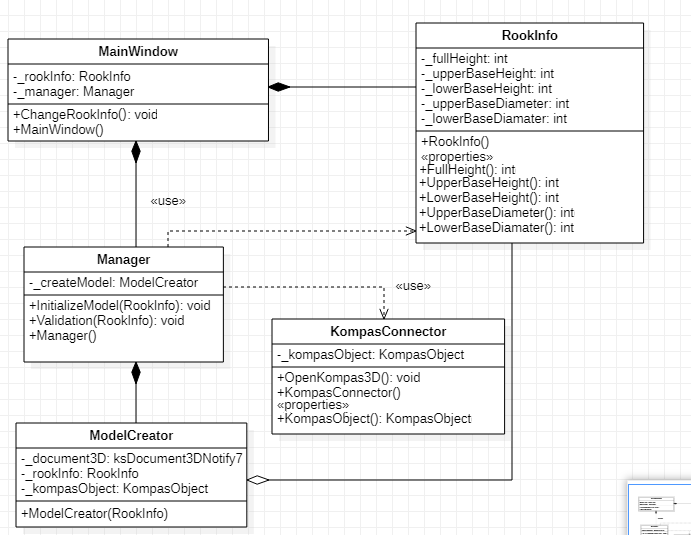 MainWindow
-_rookInfo: RookInfo
-_manager: Manager
+ChangeRookInfo(): void
+MainWindow()
RookInfo
-_fullHeight: int
-_upperBaseHeight: int
-_lowerBaseHeight: int
-_upperBaseDiameter: int
-_lowerBaseDiamater: int
+RookInfo()
«properties»
+FullHeight(): int
+UpperBaseHeight(): int
+LowerBaseHeight(): int
+UpperBaseDiameter(): int
+LowerBaseDiamater(): int
«use»
Manager
-_createModel: ModelCreator
+InitializeModel(RookInfo): void
+Validation(RookInfo): void
+Manager()
«use»
KompasConnector
-_kompasObject: KompasObject
+OpenKompas3D(): void
+KompasConnector()
«properties»
+KompasObject(): KompasObject
ModelCreator
-_document3D: ksDocument3DNotify7
-_rookInfo: RookInfo
-_kompasObject: KompasObject
+ModelCreator(RookInfo)